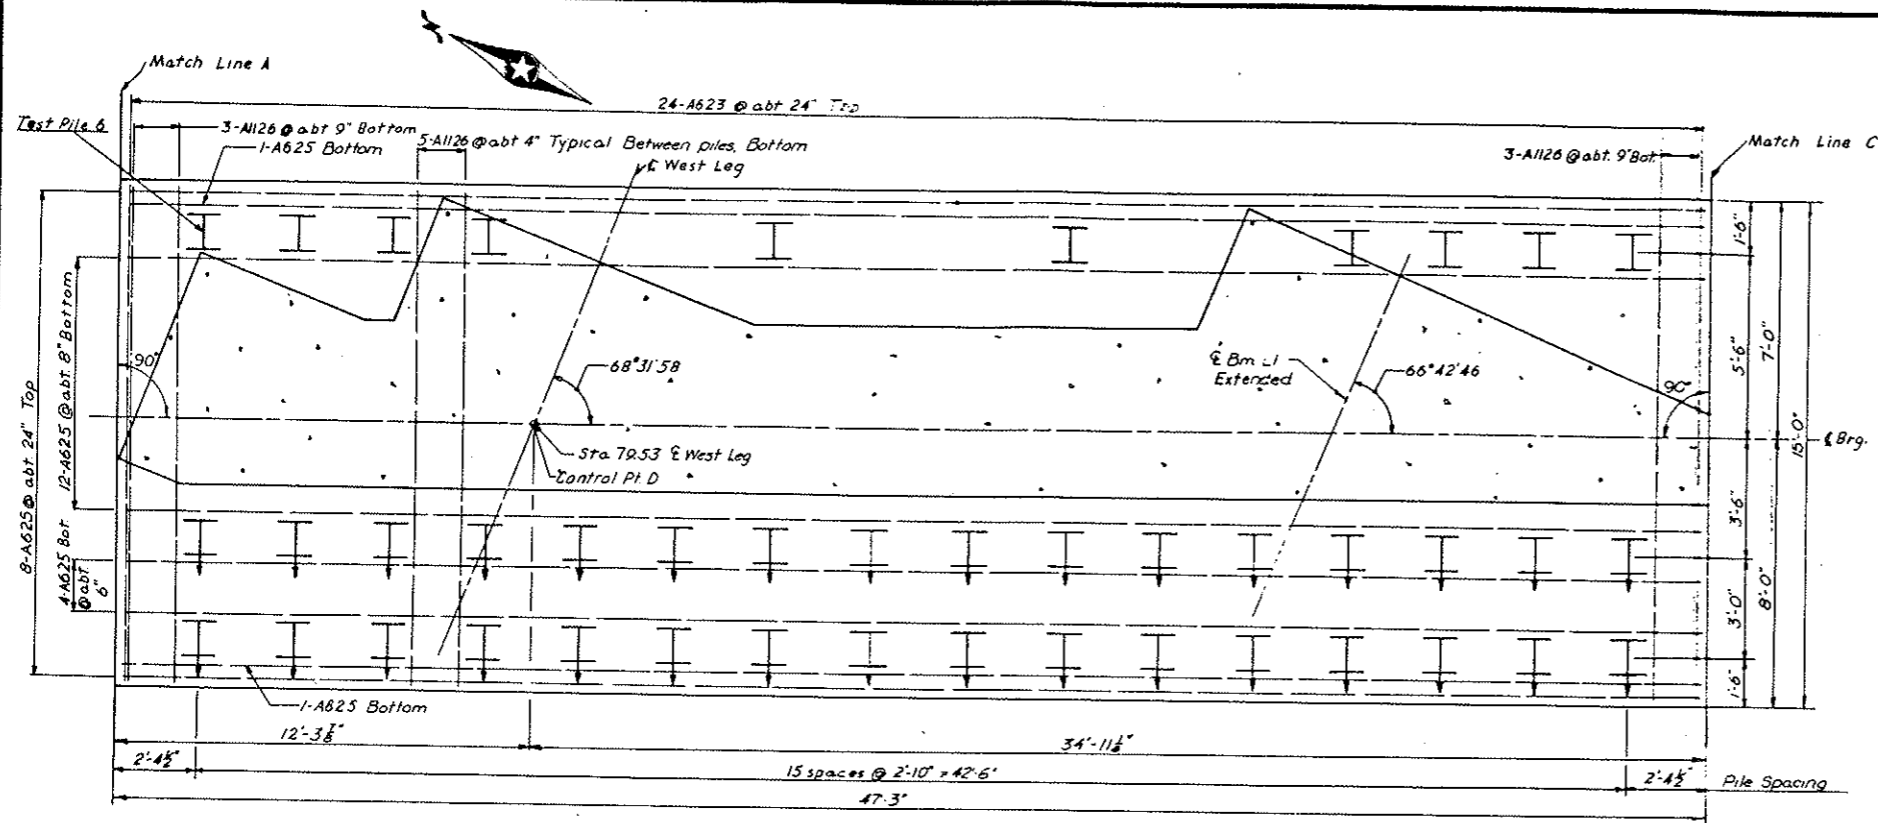 Match Line A
24-A623 @ abt 24" Top
Test Pile 6
3-A1126 @ abt 9" Bottom
1-A625 Bottom
5-A1126 @ abt 4" Typical Between piles, Bottom
℄ West Leg
3-A1126 @ abt. 9" Bot.
Match Line C
8-A625 @ abt. 24" Top
12-A625 @ abt. 8" Bottom
4-A625 Bot.
@ abt.
6"
90°
68°31'58
℄ Bm L1
Extended
66°42'46
90°
Sta 79.53 ℄ West Leg
Control Pt. D
℄ Brg.
1'-6"
5'-6"
7'-0"
15'-0"
3'-6"
3'-0"
8'-0"
1'-6"
1-A825 Bottom
12'-3⅞"
34'-11⅛"
2'-4½"
15 spaces @ 2'-10" = 42'-6"
2'-4½"
Pile Spacing
47'-3"